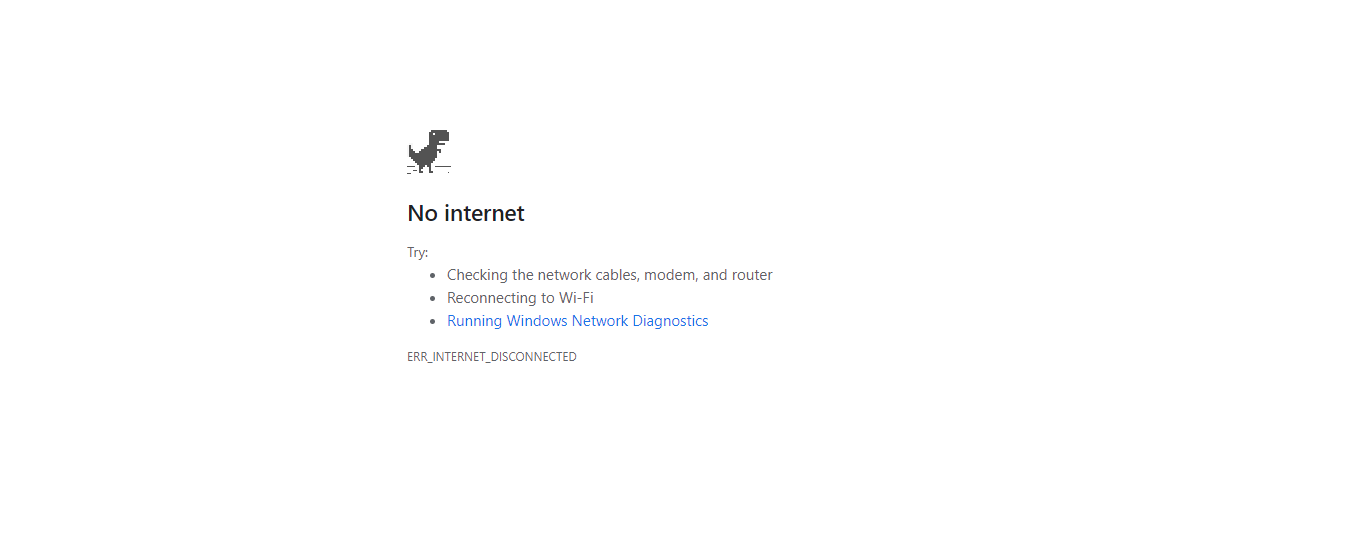 No internet
Try:
Checking the network cables, modem, and router
Reconnecting to Wi-Fi
Running Windows Network Diagnostics
ERR_INTERNET_DISCONNECTED